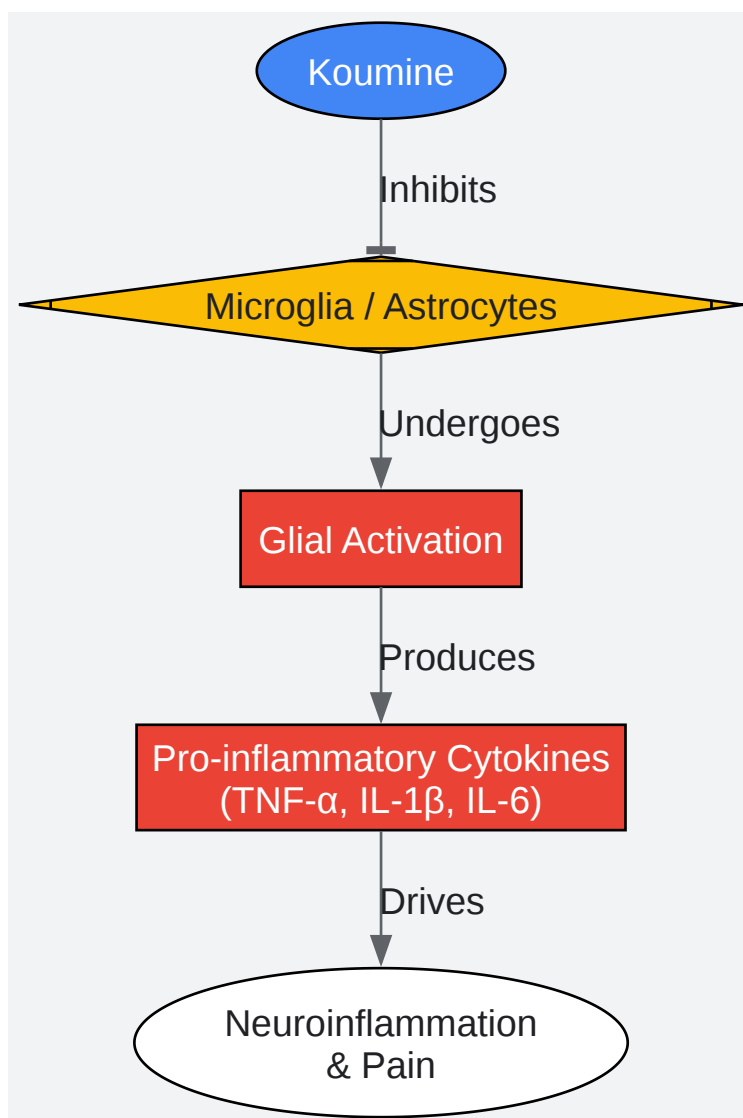 Koumine
Inhibits
Microglia / Astrocytes
Undergoes
Glial Activation
Produces
Pro-inflammatory Cytokines
(TNF-α, IL-1β, IL-6)
Drives
Neuroinflammation
& Pain